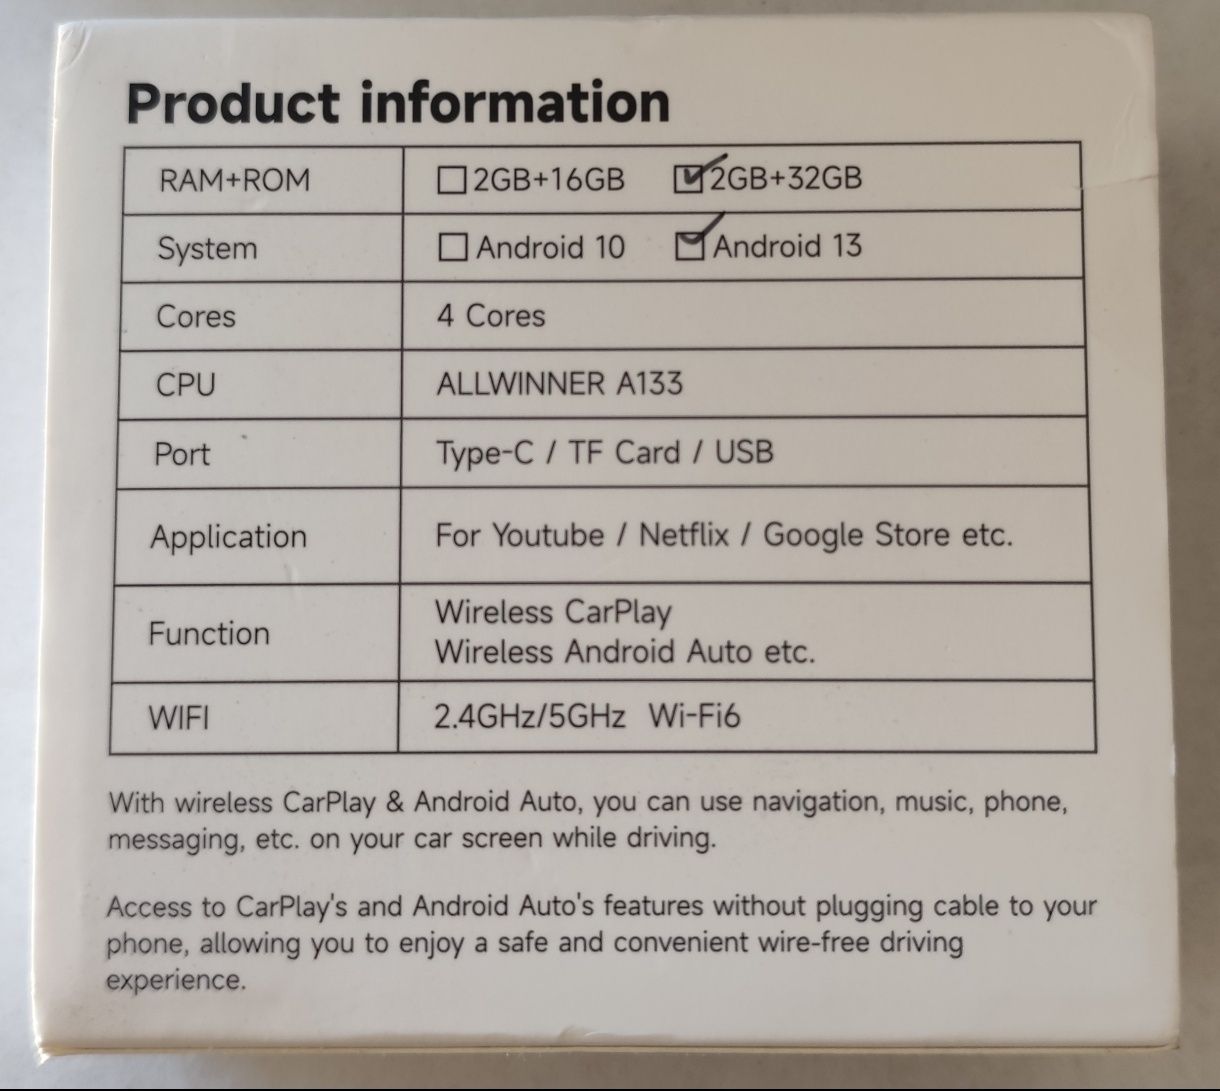 Product information
RAM+ROM ☐2GB+16GB ☑2GB+32GB
System ☐Android 10 ☑Android 13
Cores 4 Cores
CPU ALLWINNER A133
Port Type-C / TF Card / USB
Application For Youtube / Netflix / Google Store etc.
Function Wireless CarPlay
Wireless Android Auto etc.
WIFI 2.4GHz/5GHz Wi-Fi6
With wireless CarPlay & Android Auto, you can use navigation, music, phone,
messaging, etc. on your car screen while driving.
Access to CarPlay's and Android Auto's features without plugging cable to your
phone, allowing you to enjoy a safe and convenient wire-free driving
experience.